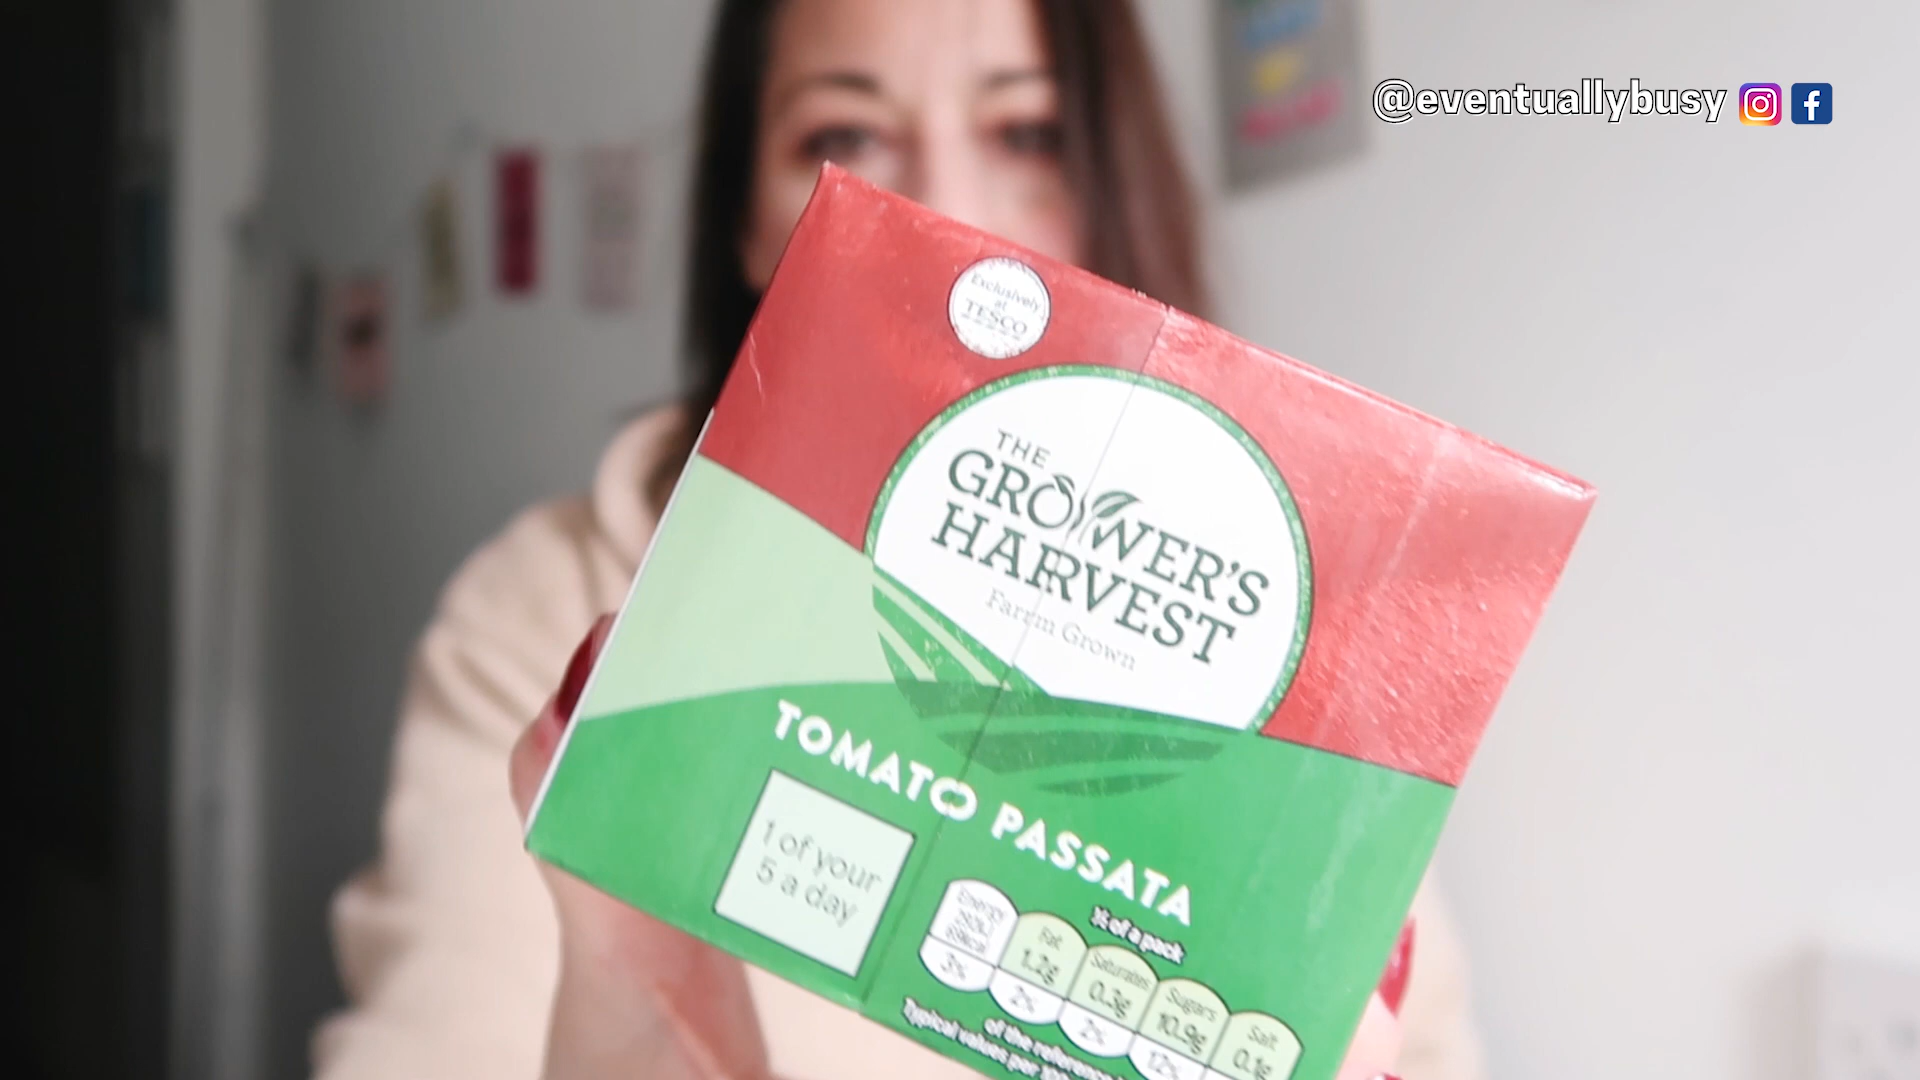 @eventuallybusy
Exclusively
at
TESCO
THE
GROWER'S
HARVEST
Farm Grown
TOMATO PASSATA
1 of your
5 a day
⅓ of a pack
Energy
Fat
1.2g
2%
Saturates
0.3g
2%
Sugars
10.9g
12%
Salt
0.1g
3%
of the reference
Typical values per